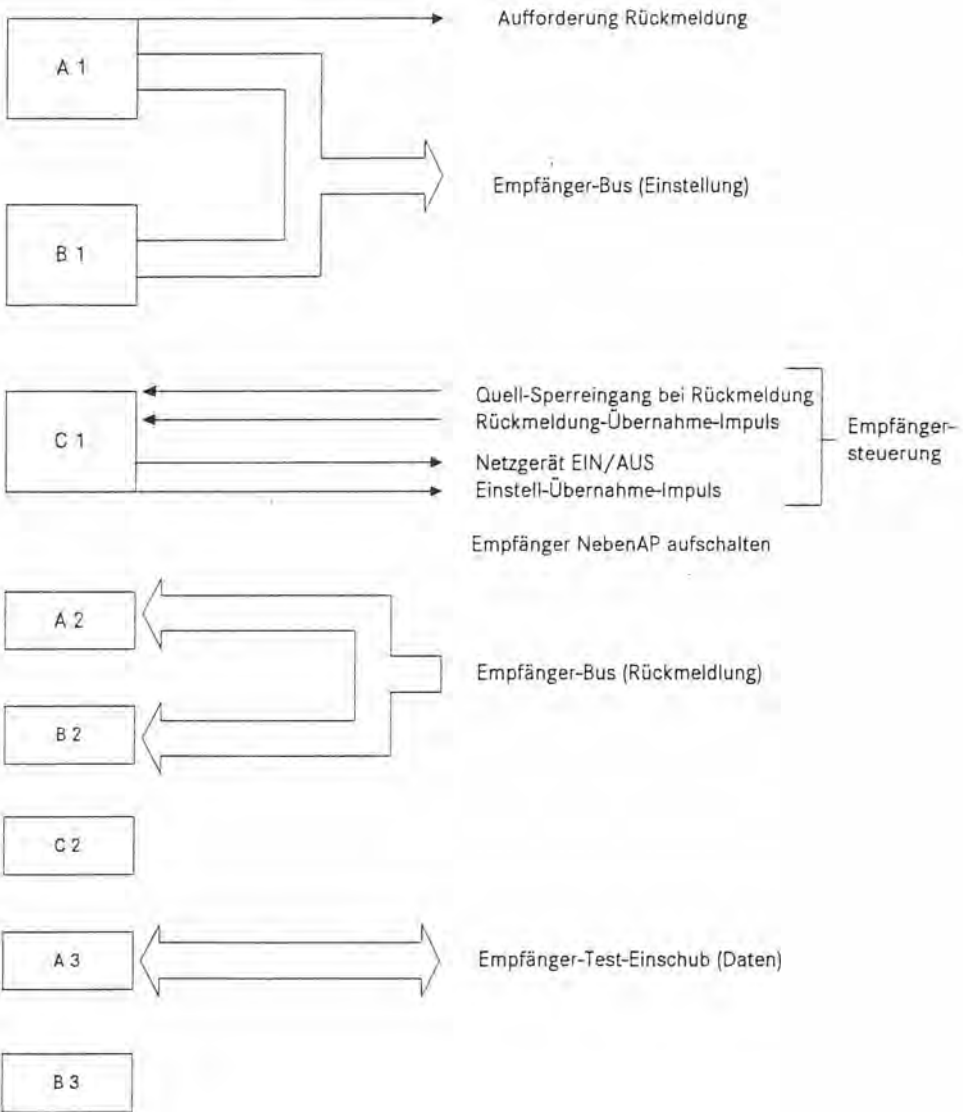 Aufforderung Rückmeldung
A 1
Empfänger-Bus (Einstellung)
B 1
Quell-Sperreingang bei Rückmeldung
Rückmeldung-Übernahme-Impuls
C 1
Netzgerät EIN/AUS
Einstell-Übernahme-Impuls
Empfänger-
steuerung
Empfänger NebenAP aufschalten
A 2
Empfänger-Bus (Rückmeldlung)
B 2
C 2
A 3
Empfänger-Test-Einschub (Daten)
B 3